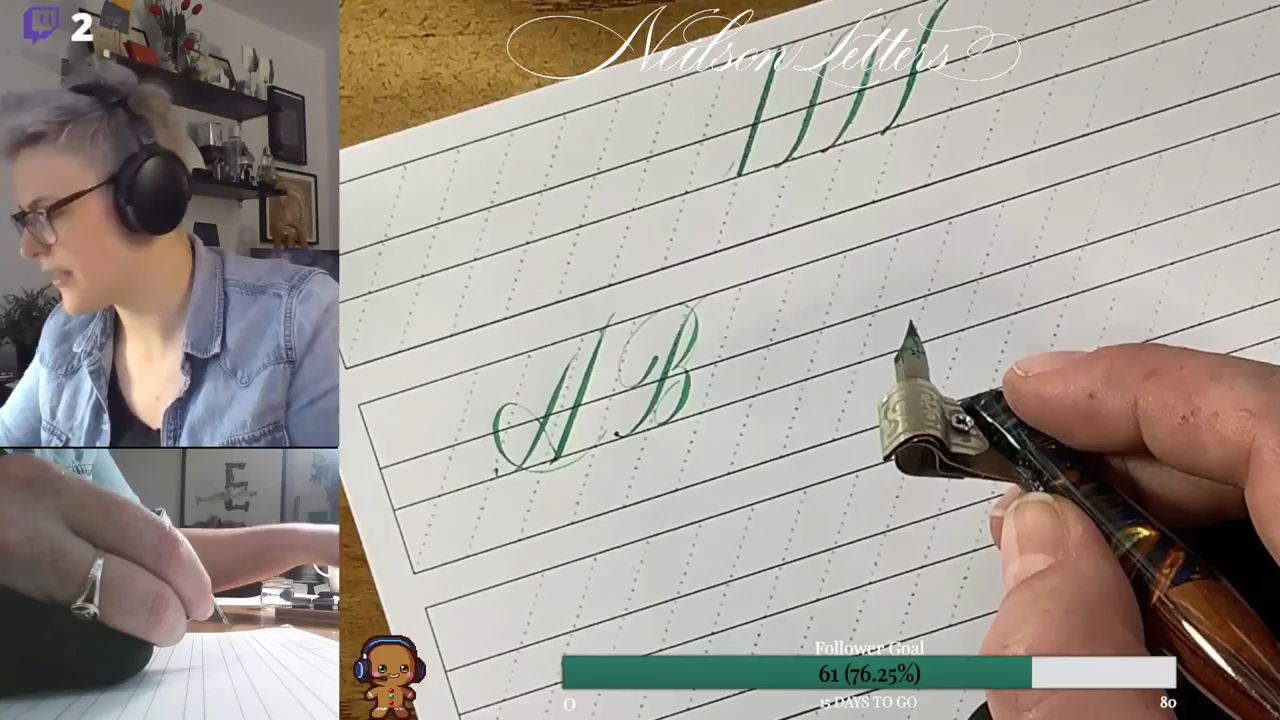 2
Neilson Letters
A B
Follower Goal
61 (76.25%)
0 15 DAYS TO GO 80